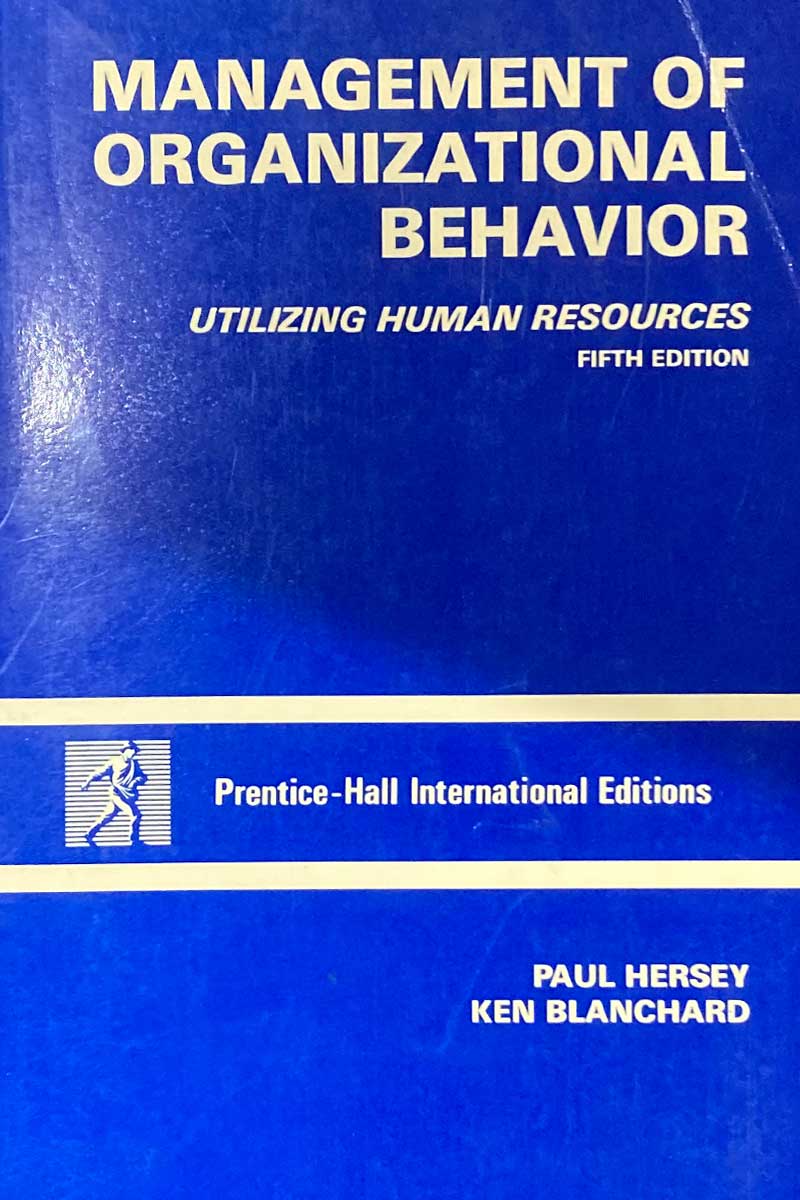 MANAGEMENT OF
ORGANIZATIONAL
BEHAVIOR
UTILIZING HUMAN RESOURCES
FIFTH EDITION
Prentice-Hall International Editions
PAUL HERSEY
KEN BLANCHARD